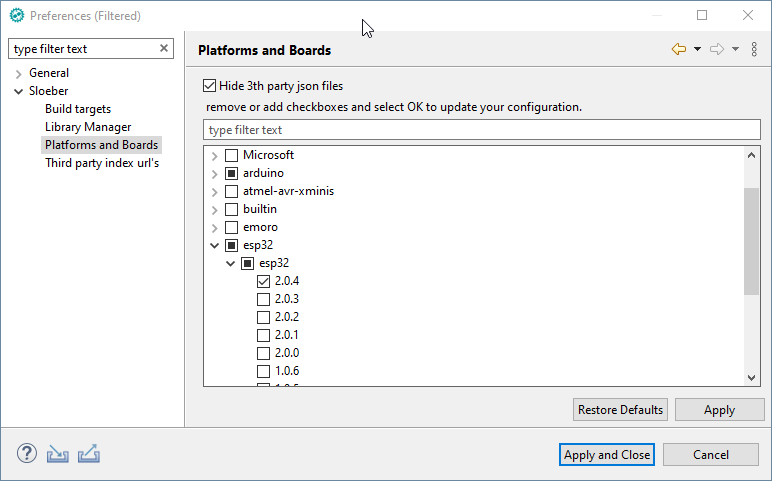 Preferences (Filtered)
type filter text
General
Sloeber
Build targets
Library Manager
Platforms and Boards
Third party index url's
Platforms and Boards
Hide 3th party json files
remove or add checkboxes and select OK to update your configuration.
type filter text
Microsoft
arduino
atmel-avr-xminis
builtin
emoro
esp32
esp32
2.0.4
2.0.3
2.0.2
2.0.1
2.0.0
1.0.6
Restore Defaults
Apply
Apply and Close
Cancel